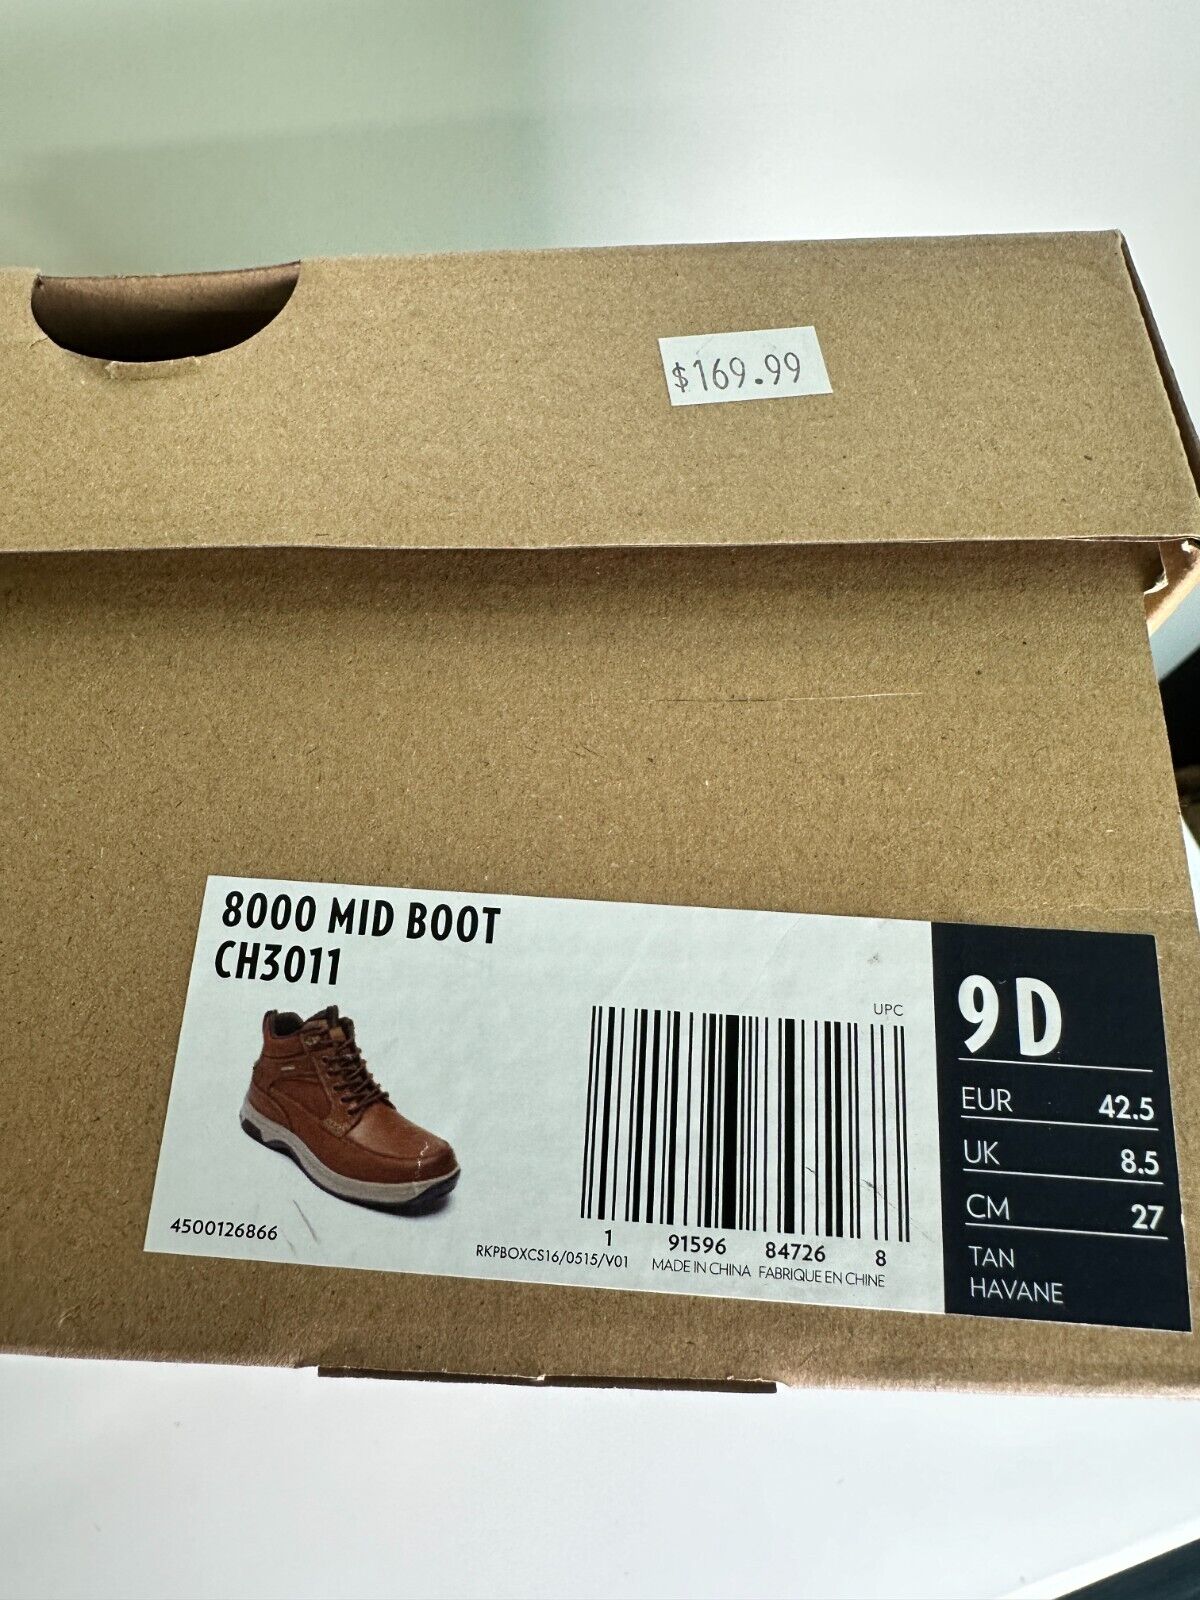 $169.99
8000 MID BOOT
CH3011
UPC
1 91596 84726 8
4500126866
RKPBOXCS16/0515/V01 MADE IN CHINA FABRIQUE EN CHINE
9 D
EUR 42.5
UK 8.5
CM 27
TAN
HAVANE